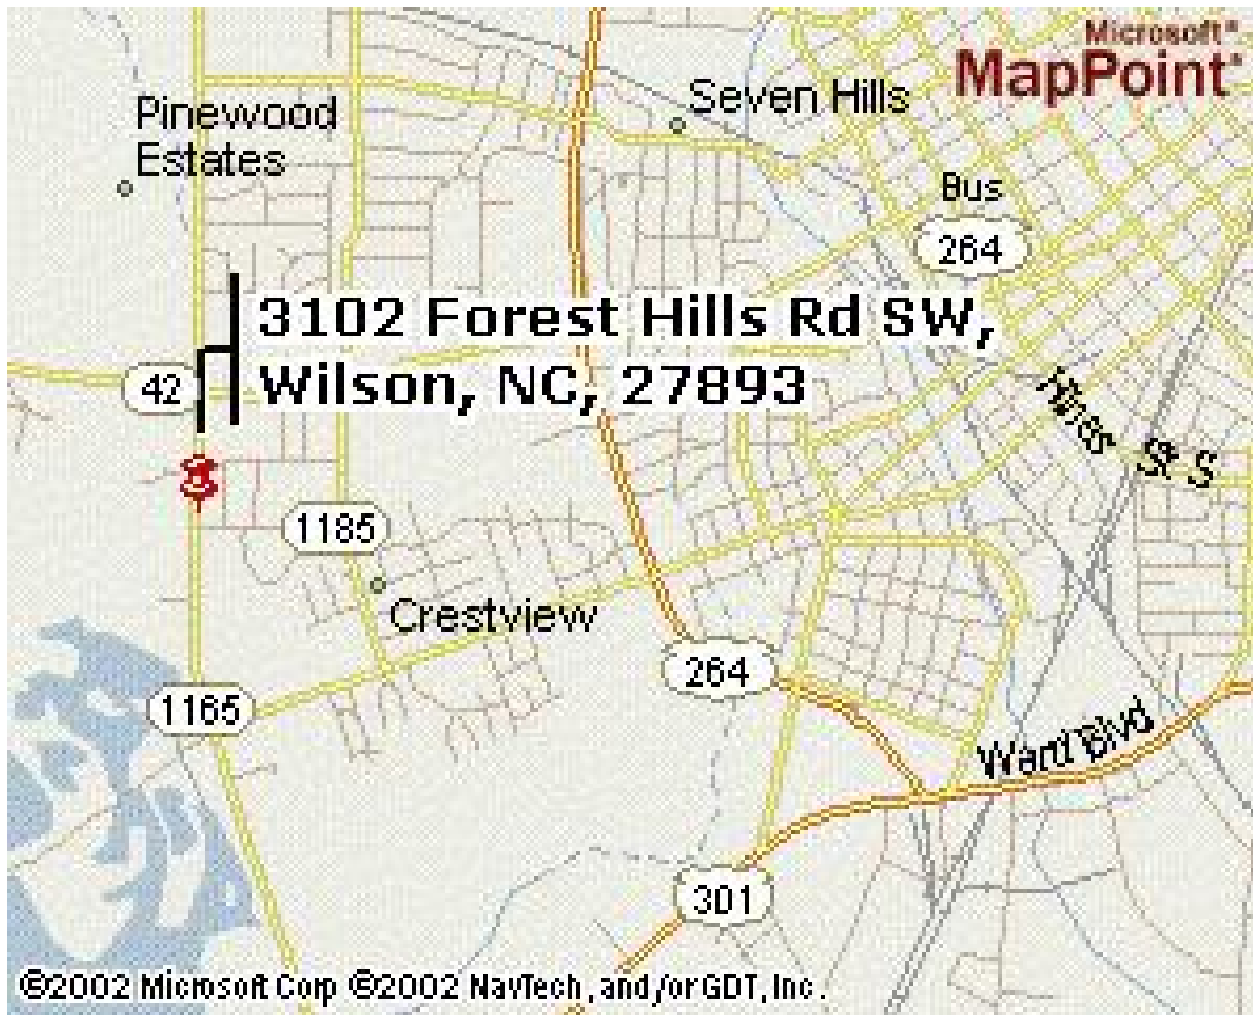 Microsoft®
MapPoint®
Seven Hills
Pinewood
Estates
Bus
264
3102 Forest Hills Rd SW,
Wilson, NC, 27893
42
Hines St S
1185
Crestview
264
1165
Ward Blvd
301
©2002 Microsoft Corp ©2002 NavTech, and/or GDT, Inc.